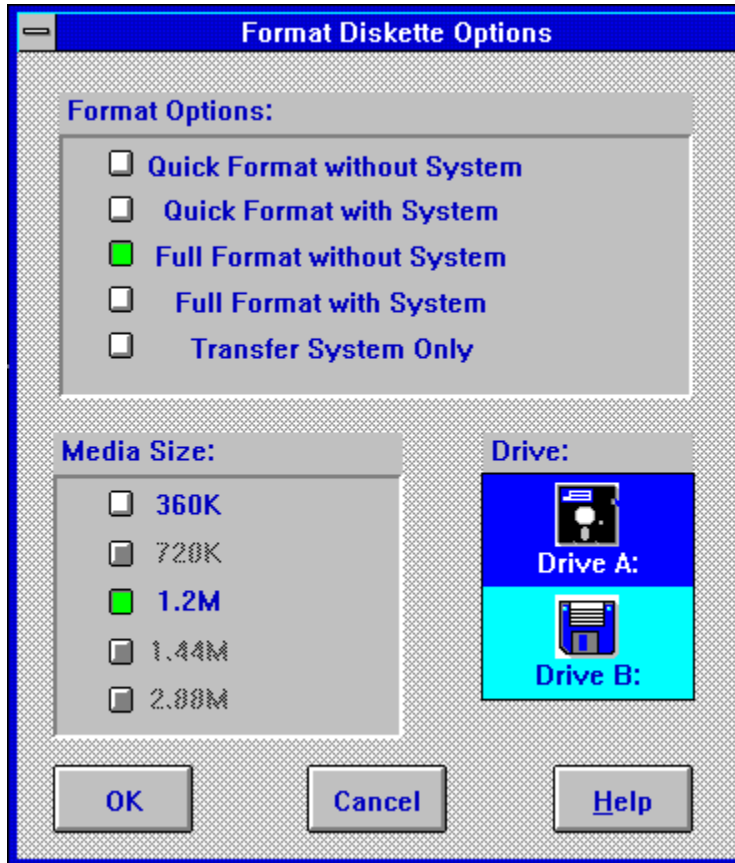 Format Diskette Options
Format Options:
Quick Format without System
Quick Format with System
Full Format without System
Full Format with System
Transfer System Only
Media Size:
360K
720K
1.2M
1.44M
2.88M
Drive:
Drive A:
Drive B:
OK
Cancel
Help